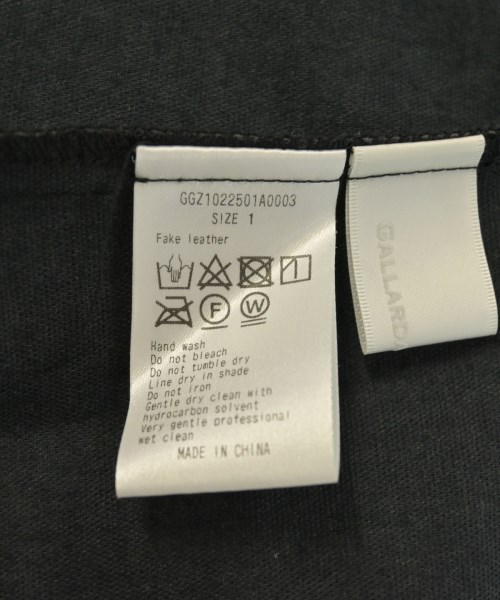 GGZ1022501A0003
SIZE 1
Fake leather
F
W
Hand wash
Do not bleach
Do not tumble dry
Line dry in shade
Do not iron
Gentle dry clean with
hydrocarbon solvent
Very gentle professional
wet clean
MADE IN CHINA
GALLARDA